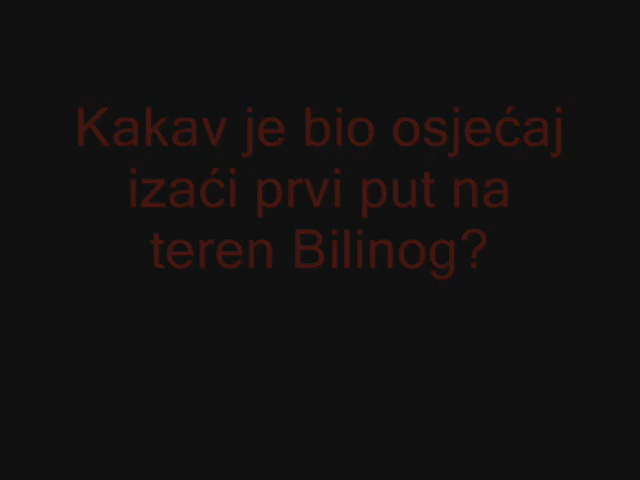 Kakav je bio osjećaj
izaći prvi put na
teren Bilinog?